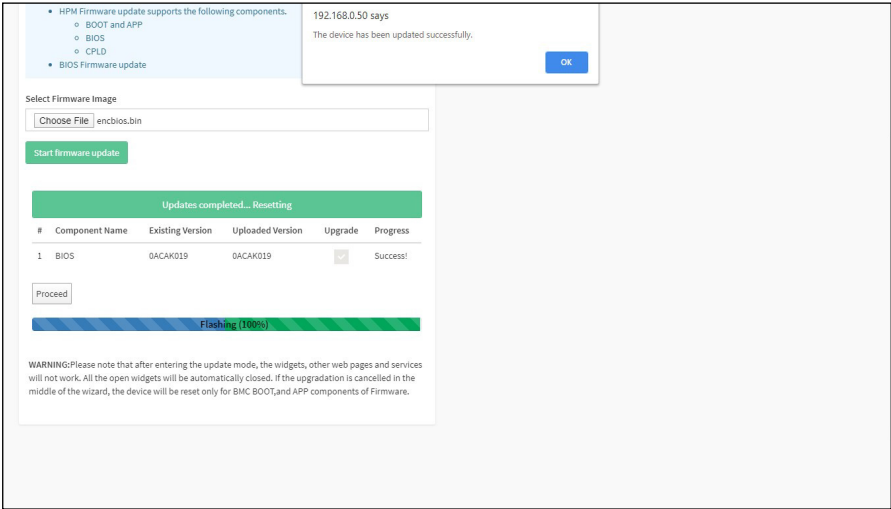 HPM Firmware update supports the following components.
BOOT and APP
BIOS
CPLD
BIOS Firmware update
192.168.0.50 says
The device has been updated successfully.
OK
Select Firmware Image
Choose File encbios.bin
Start firmware update
Updates completed... Resetting
# Component Name Existing Version Uploaded Version Upgrade Progress
1 BIOS 0ACAK019 0ACAK019 Success!
Proceed
Flashing (100%)
WARNING:Please note that after entering the update mode, the widgets, other web pages and services
will not work. All the open widgets will be automatically closed. If the upgradation is cancelled in the
middle of the wizard, the device will be reset only for BMC BOOT,and APP components of Firmware.